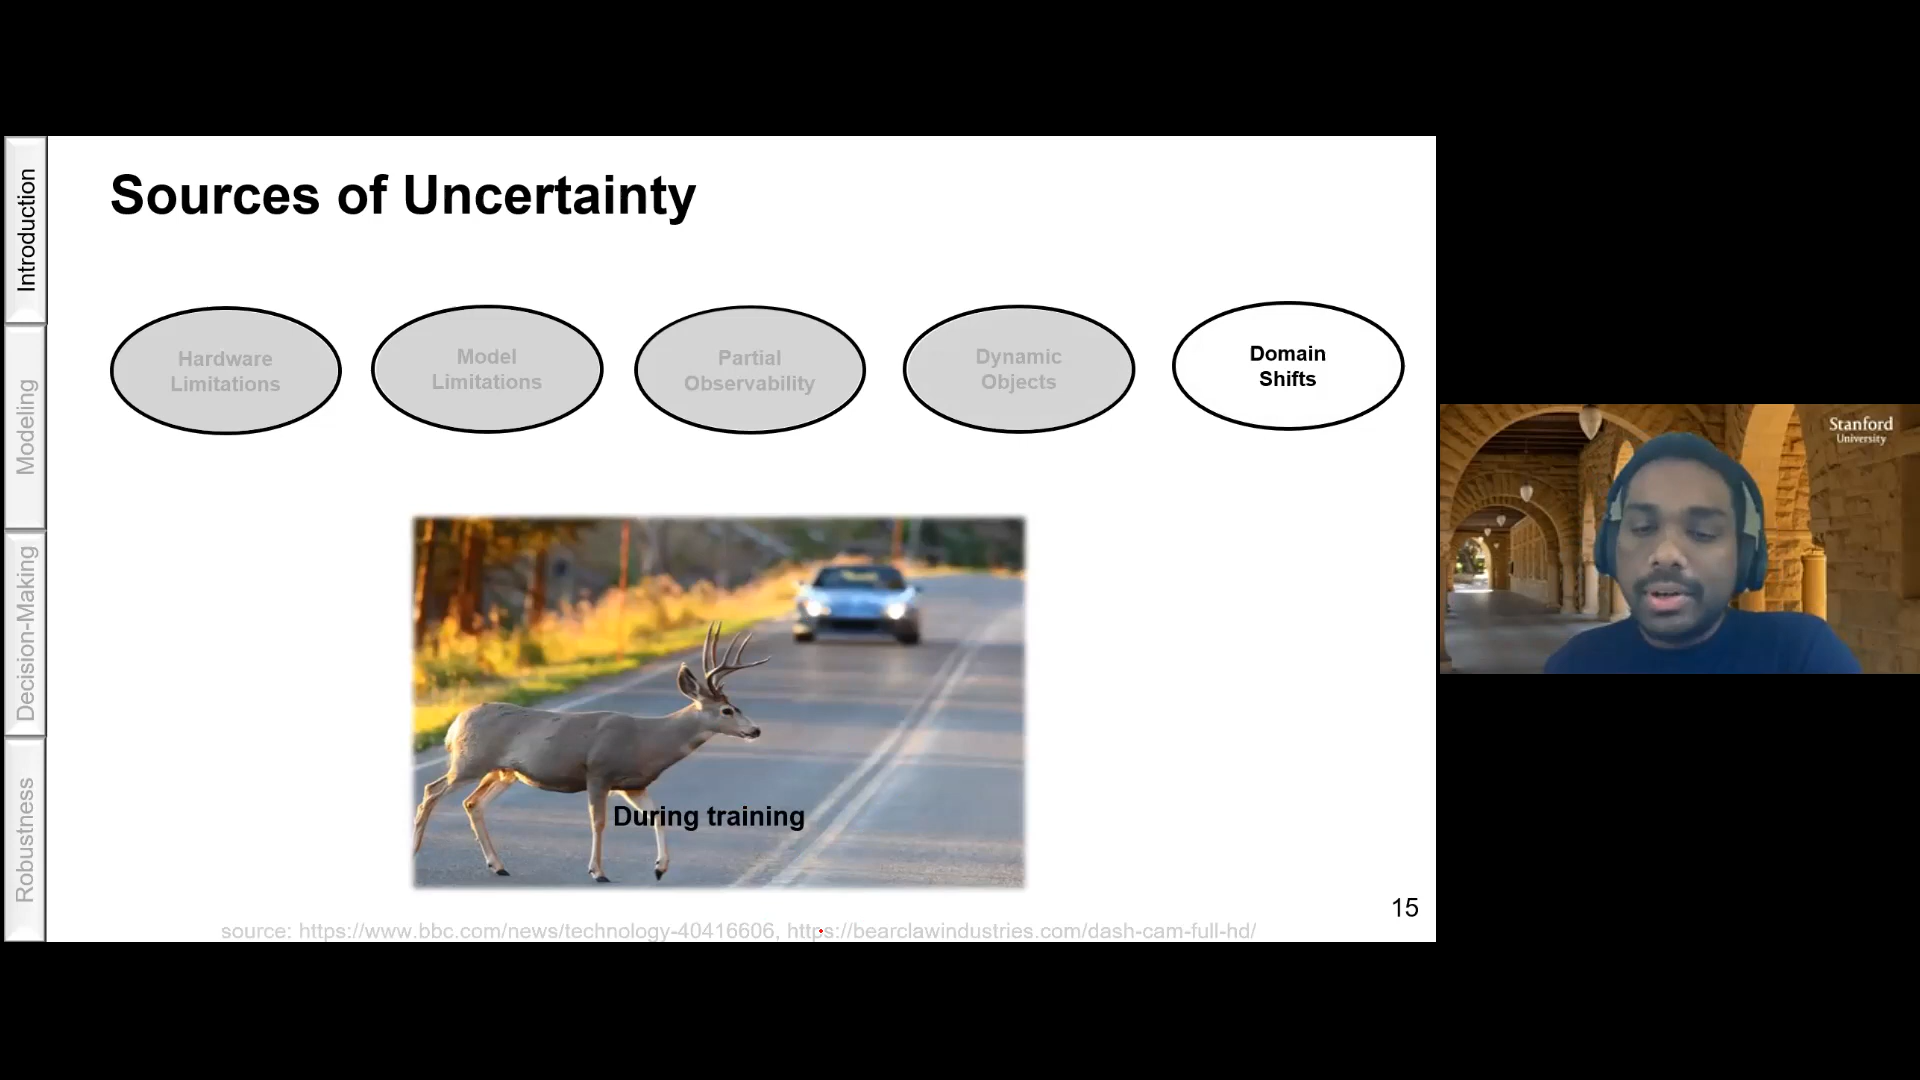 Introduction
Modeling
Decision-Making
Robustness
Sources of Uncertainty
Hardware
Limitations
Model
Limitations
Partial
Observability
Dynamic
Objects
Domain
Shifts
During training
15
source: https://www.bbc.com/news/technology-40416606, https://bearclawindustries.com/dash-cam-full-hd/
Stanford
University